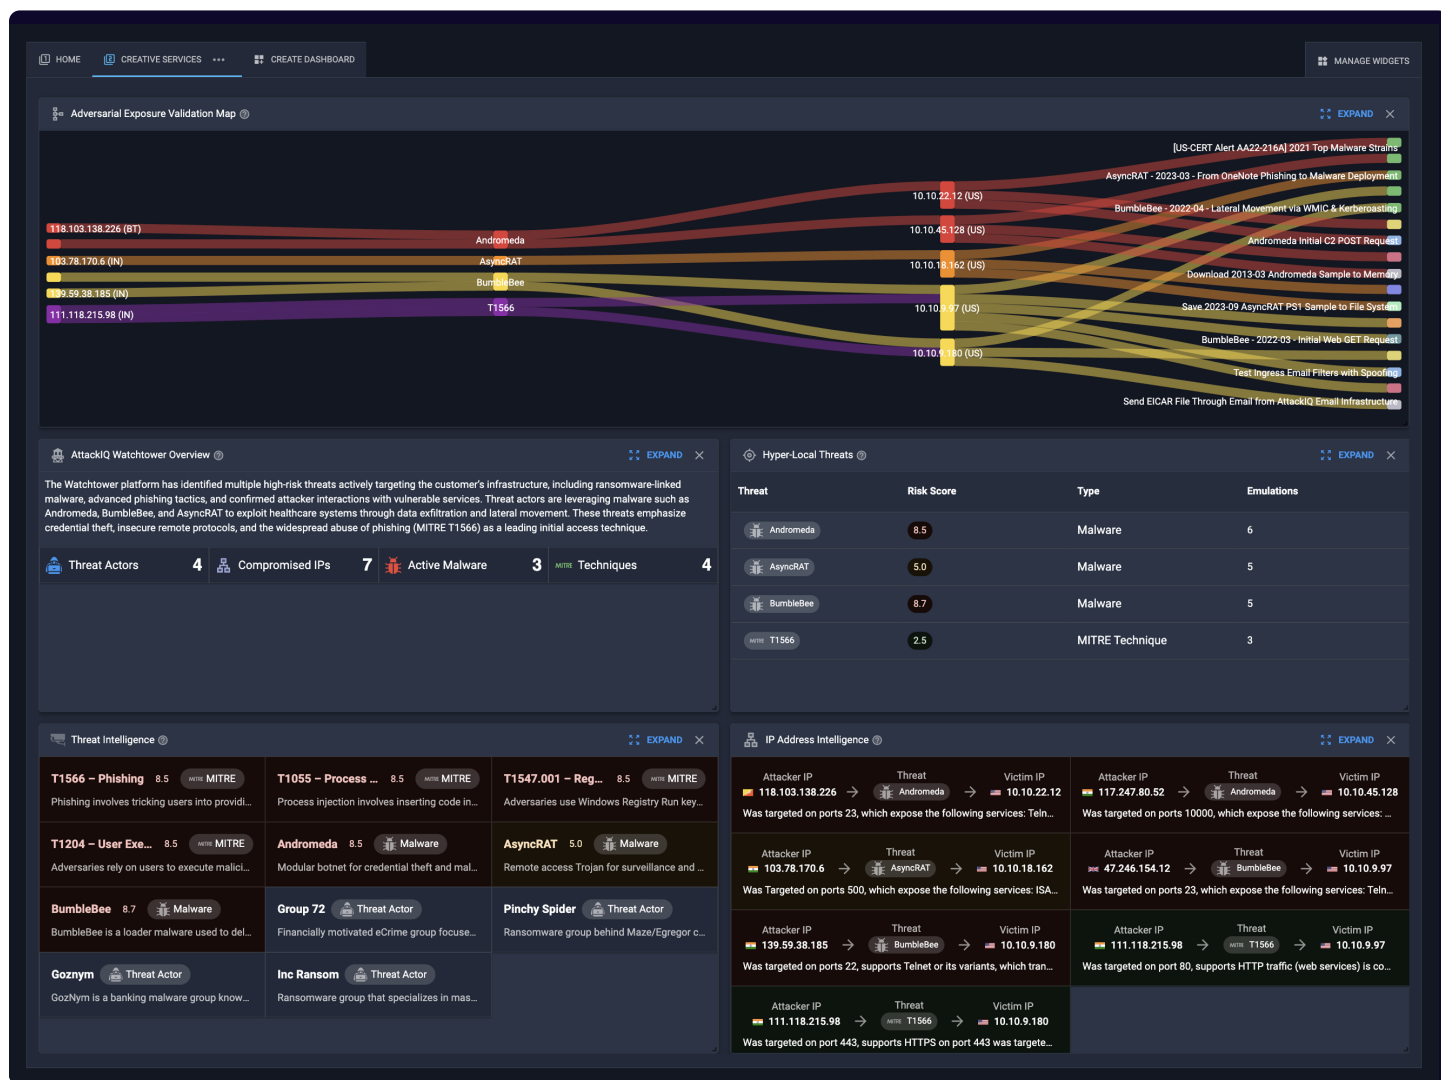 HOME
CREATIVE SERVICES
CREATE DASHBOARD
MANAGE WIDGETS
Adversarial Exposure Validation Map
EXPAND
118.103.138.226 (BT)
103.78.170.6 (IN)
139.59.38.185 (IN)
111.118.215.98 (IN)
Andromeda
AsyncRAT
BumbleBee
T1566
10.10.22.12 (US)
10.10.45.128 (US)
10.10.18.162 (US)
10.10.9.97 (US)
10.10.9.180 (US)
[US-CERT Alert AA22-216A] 2021 Top Malware Strains
AsyncRAT - 2023-03 - From OneNote Phishing to Malware Deployment
BumbleBee - 2022-04 - Lateral Movement via WMIC & Kerberoasting
Andromeda Initial C2 POST Request
Download 2013-03 Andromeda Sample to Memory
Save 2023-09 AsyncRAT PS1 Sample to File System
BumbleBee - 2022-03 - Initial Web GET Request
Test Ingress Email Filters with Spoofing
Send EICAR File Through Email from AttackIQ Email Infrastructure
AttackIQ Watchtower Overview
EXPAND
The Watchtower platform has identified multiple high-risk threats actively targeting the customer's infrastructure, including ransomware-linked
malware, advanced phishing tactics, and confirmed attacker interactions with vulnerable services. Threat actors are leveraging malware such as
Andromeda, BumbleBee, and AsyncRAT to exploit healthcare systems through data exfiltration and lateral movement. These threats emphasize
credential theft, insecure remote protocols, and the widespread abuse of phishing (MITRE T1566) as a leading initial access technique.
Threat Actors 4
Compromised IPs 7
Active Malware 3
MITRE Techniques 4
Hyper-Local Threats
EXPAND
Threat Risk Score Type Emulations
Andromeda 8.5 Malware 6
AsyncRAT 5.0 Malware 5
BumbleBee 8.7 Malware 5
MITRE T1566 2.5 MITRE Technique 3
Threat Intelligence
EXPAND
T1566 – Phishing 8.5 MITRE MITRE
Phishing involves tricking users into providi...
T1055 – Process ... 8.5 MITRE MITRE
Process injection involves inserting code in...
T1547.001 – Reg... 8.5 MITRE MITRE
Adversaries use Windows Registry Run key...
T1204 – User Exe... 8.5 MITRE MITRE
Adversaries rely on users to execute malici...
Andromeda 8.5 Malware
Modular botnet for credential theft and mal...
AsyncRAT 5.0 Malware
Remote access Trojan for surveillance and ...
BumbleBee 8.7 Malware
BumbleBee is a loader malware used to del...
Group 72 Threat Actor
Financially motivated eCrime group focuse...
Pinchy Spider Threat Actor
Ransomware group behind Maze/Egregor c...
Goznym Threat Actor
GozNym is a banking malware group know...
Inc Ransom Threat Actor
Ransomware group that specializes in mas...
IP Address Intelligence
EXPAND
Attacker IP Threat Victim IP
118.103.138.226 Andromeda 10.10.22.12
Was targeted on ports 23, which expose the following services: Teln...
Attacker IP Threat Victim IP
117.247.80.52 Andromeda 10.10.45.128
Was targeted on ports 10000, which expose the following services: ...
Attacker IP Threat Victim IP
103.78.170.6 AsyncRAT 10.10.18.162
Was Targeted on ports 500, which expose the following services: ISA...
Attacker IP Threat Victim IP
47.246.154.12 BumbleBee 10.10.9.97
Was targeted on ports 23, which expose the following services: Teln...
Attacker IP Threat Victim IP
139.59.38.185 BumbleBee 10.10.9.180
Was targeted on ports 22, supports Telnet or its variants, which tran...
Attacker IP Threat Victim IP
111.118.215.98 MITRE T1566 10.10.9.97
Was targeted on port 80, supports HTTP traffic (web services) is co...
Attacker IP Threat Victim IP
111.118.215.98 MITRE T1566 10.10.9.180
Was targeted on port 443, supports HTTPS on port 443 was targete...